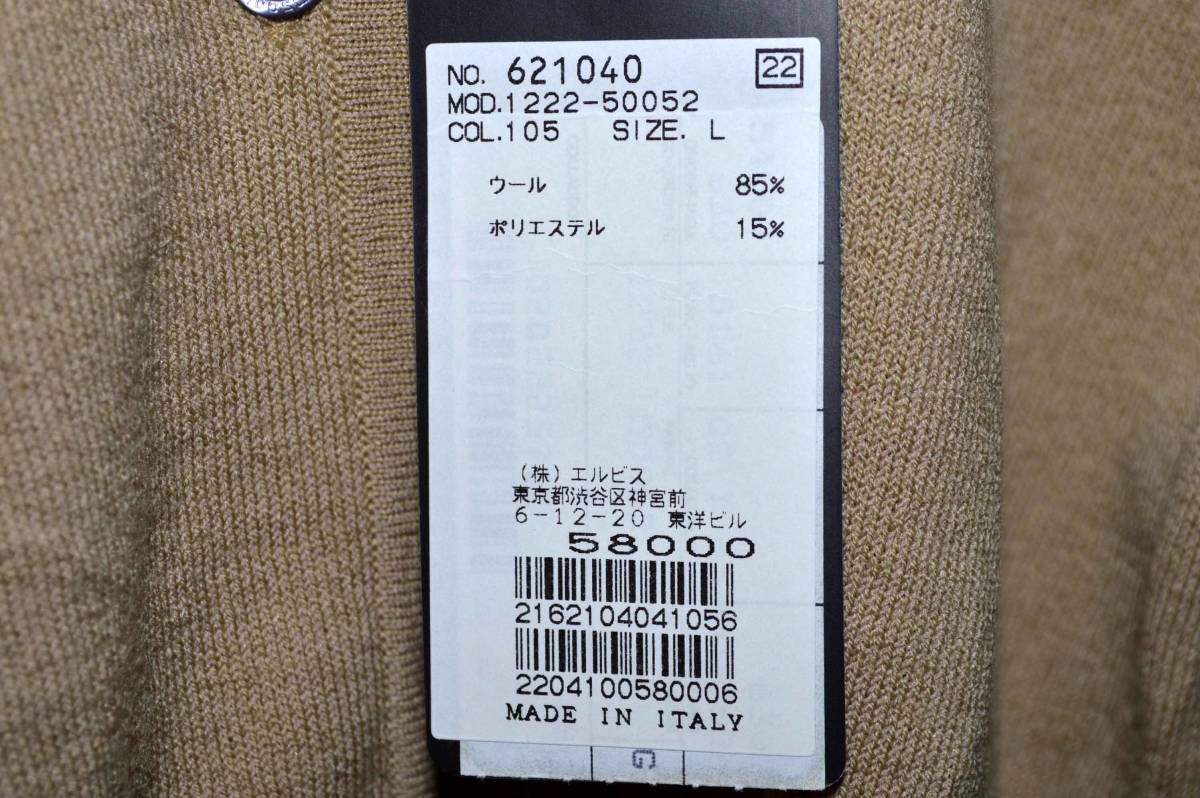 NO. 621040 22
MOD.1222-50052
COL.105 SIZE. L
ウール 85%
ポリエステル 15%
(株)エルビス
東京都渋谷区神宮前
6-12-20 東洋ビル
58000
2162104041056
2204100580006
MADE IN ITALY
G